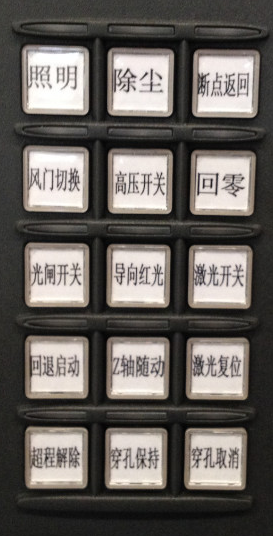 照明
除尘
断点返回
风门切换
高压开关
回零
光闸开关
导向红光
激光开关
回退启动
Z轴随动
激光复位
超程解除
穿孔保持
穿孔取消